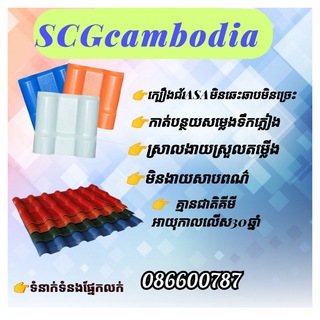 SCGcambodia
👉ក្បឿងជ័រASAមិនឆេះឆាបមិនច្រេះ
👉កាត់បន្ថយសម្លេងទឹកភ្លៀង
👉ស្រាលងាយស្រួលតម្លើង
👉មិនងាយសាបពណ៌
👉 គ្មានជាតិគីមី
អាយុកាលលើស30ឆ្នាំ
👉ទំនាក់ទំនងផ្នែកលក់ 086600787